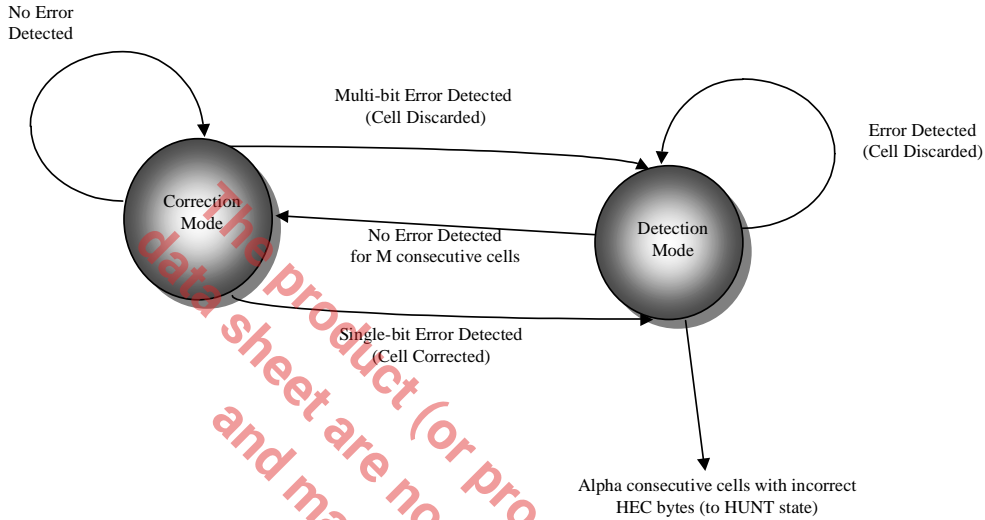 No Error
Detected
Multi-bit Error Detected
(Cell Discarded)
Error Detected
(Cell Discarded)
Correction
Mode
Detection
Mode
No Error Detected
for M consecutive cells
Single-bit Error Detected
(Cell Corrected)
Alpha consecutive cells with incorrect
HEC bytes (to HUNT state)
The product (or pro
data sheet are no
and ma